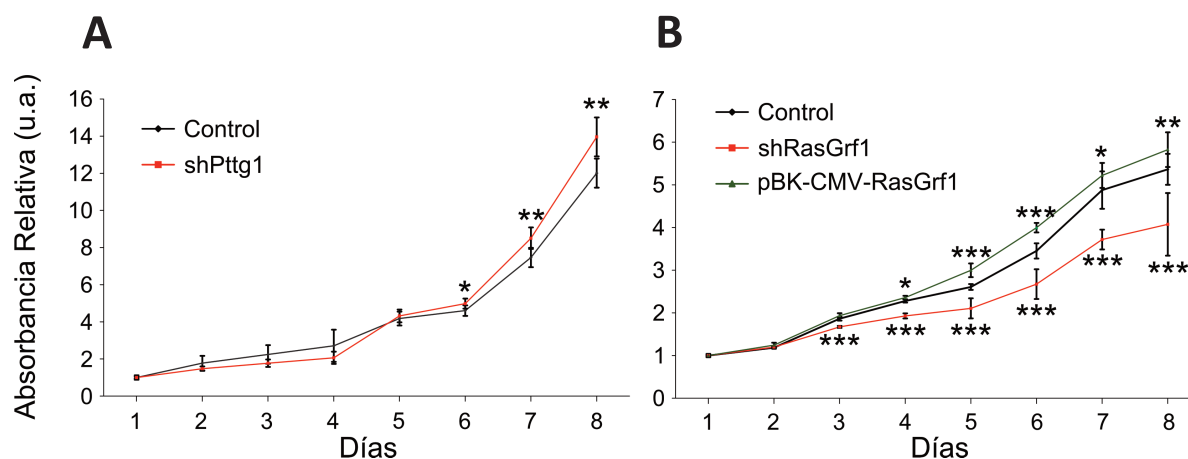 A
B
Absorbancia Relativa (u.a.)
16
14
12
10
8
6
4
2
0
Control
shPttg1
*
**
**
1 2 3 4 5 6 7 8
Días
7
6
5
4
3
2
1
0
Control
shRasGrf1
pBK-CMV-RasGrf1
*
***
***
*
**
***
***
***
***
***
***
1 2 3 4 5 6 7 8
Días